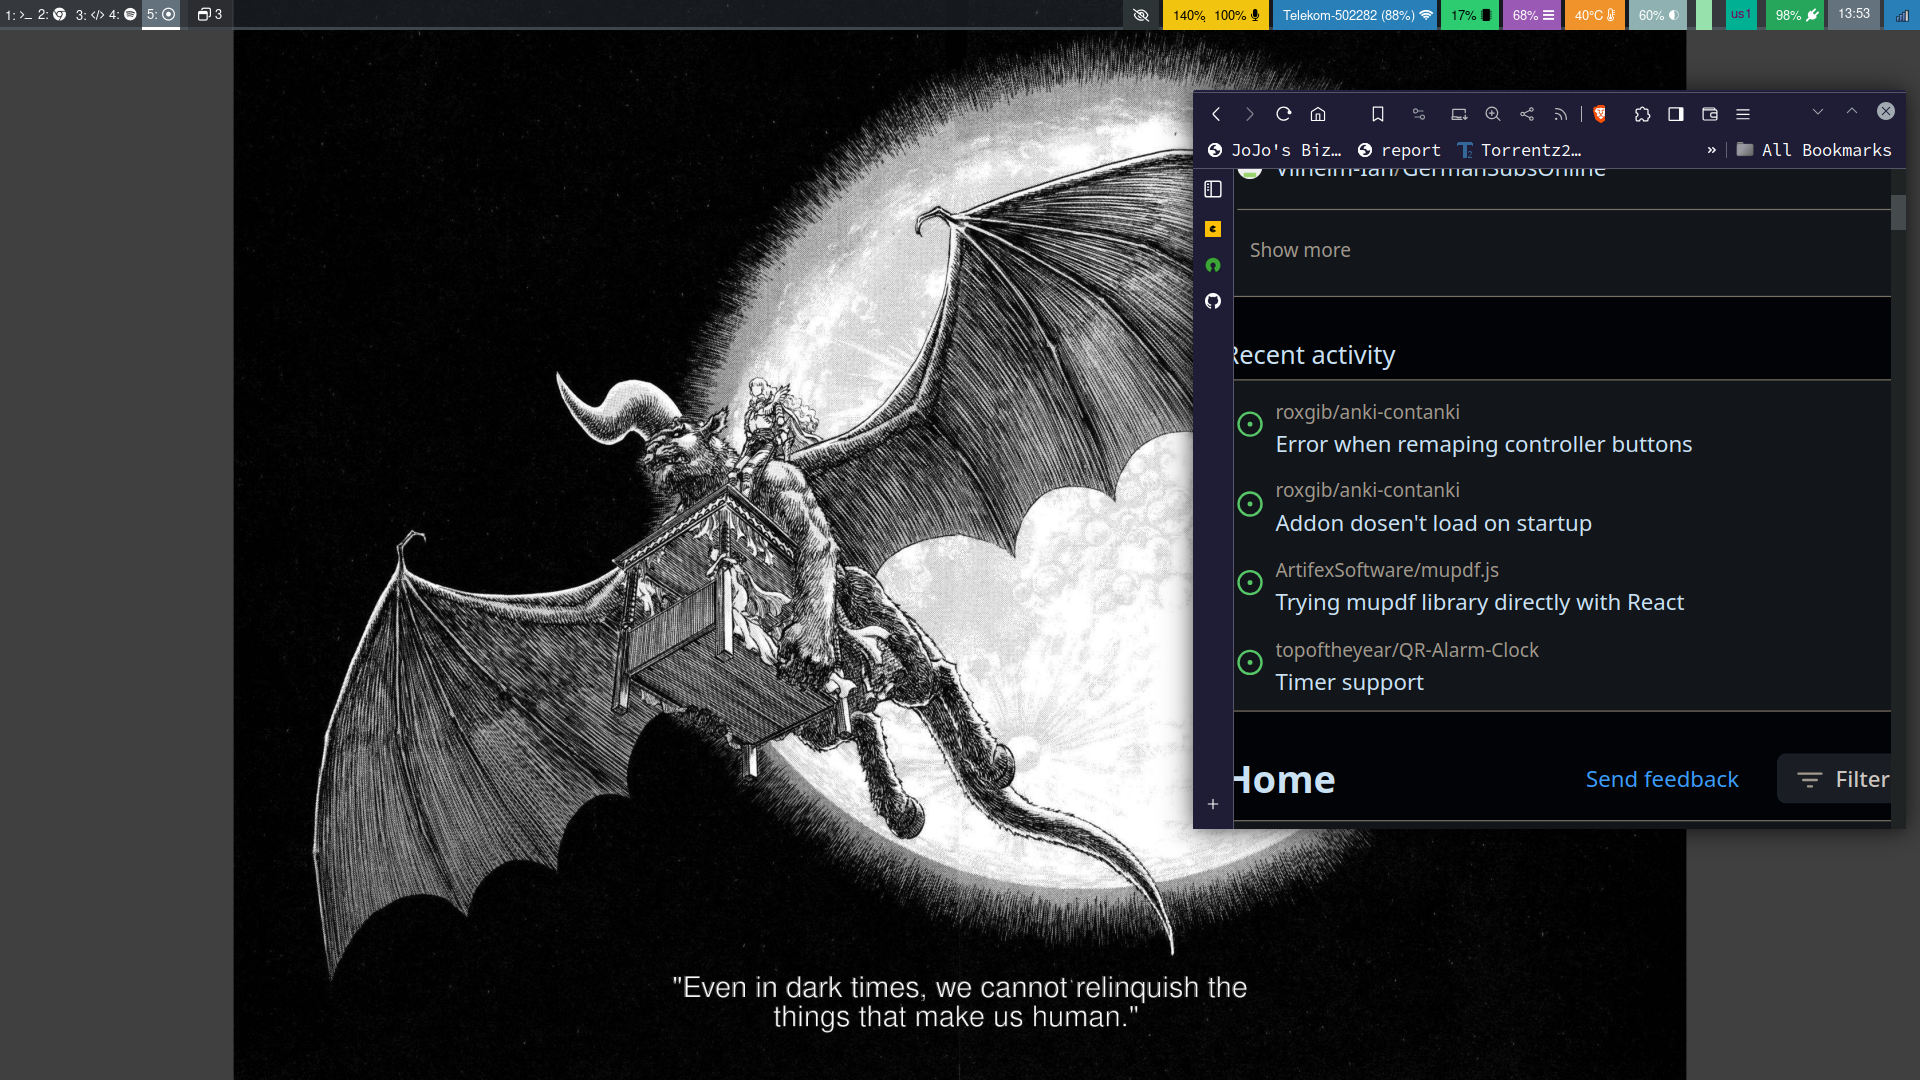 1: 2: 3: 4: 5: 3
140% 100% Telekom-502282 (88%) 17% 68% 40°C 60% us1 98% 13:53
JoJo's Biz… report Torrentz2… » All Bookmarks
Vilhelm-Ian/GermanSubsOnline
Show more
Recent activity
roxgib/anki-contanki
Error when remaping controller buttons
roxgib/anki-contanki
Addon dosen't load on startup
ArtifexSoftware/mupdf.js
Trying mupdf library directly with React
topoftheyear/QR-Alarm-Clock
Timer support
Home Send feedback Filter
"Even in dark times, we cannot relinquish the
things that make us human."